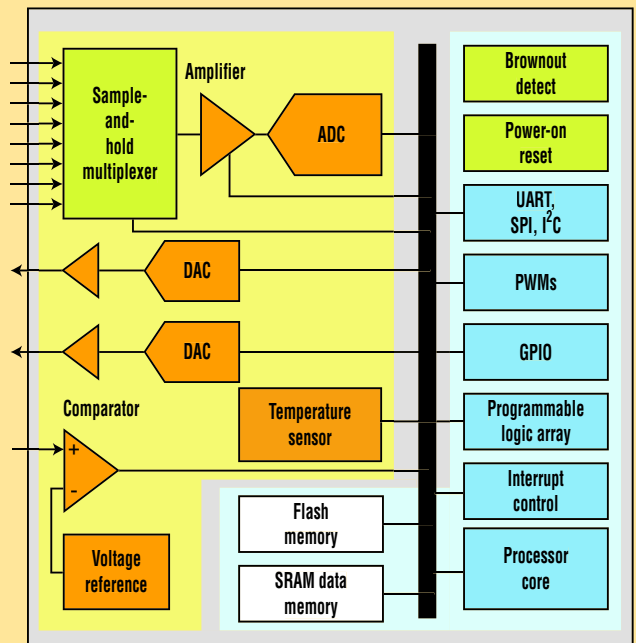 Amplifier
Sample-
and-
hold
multiplexer
ADC
DAC
DAC
Comparator
+
-
Voltage
reference
Temperature
sensor
Flash
memory
SRAM data
memory
Brownout
detect
Power-on
reset
UART,
SPI, I²C
PWMs
GPIO
Programmable
logic array
Interrupt
control
Processor
core